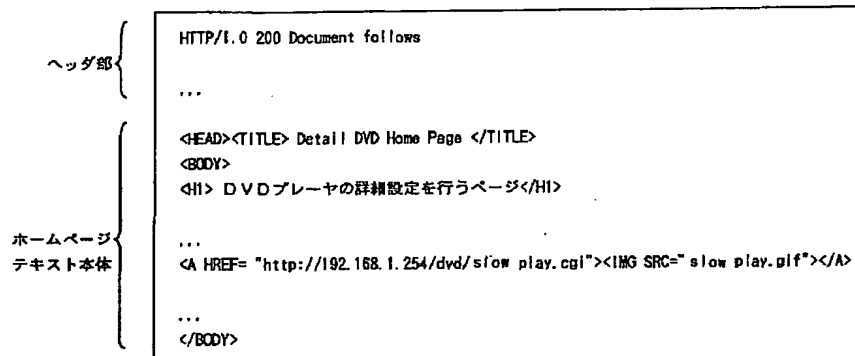 ヘッダ部
HTTP/1.0 200 Document follows
...
ホームページ
テキスト本体
<HEAD><TITLE> Detail DVD Home Page </TITLE>
<BODY>
<H1> DVDプレーヤの詳細設定を行うページ</H1>
...
<A HREF= "http://192.168.1.254/dvd/slow play.cgi"><IMG SRC="slow play.gif"></A>
...
</BODY>